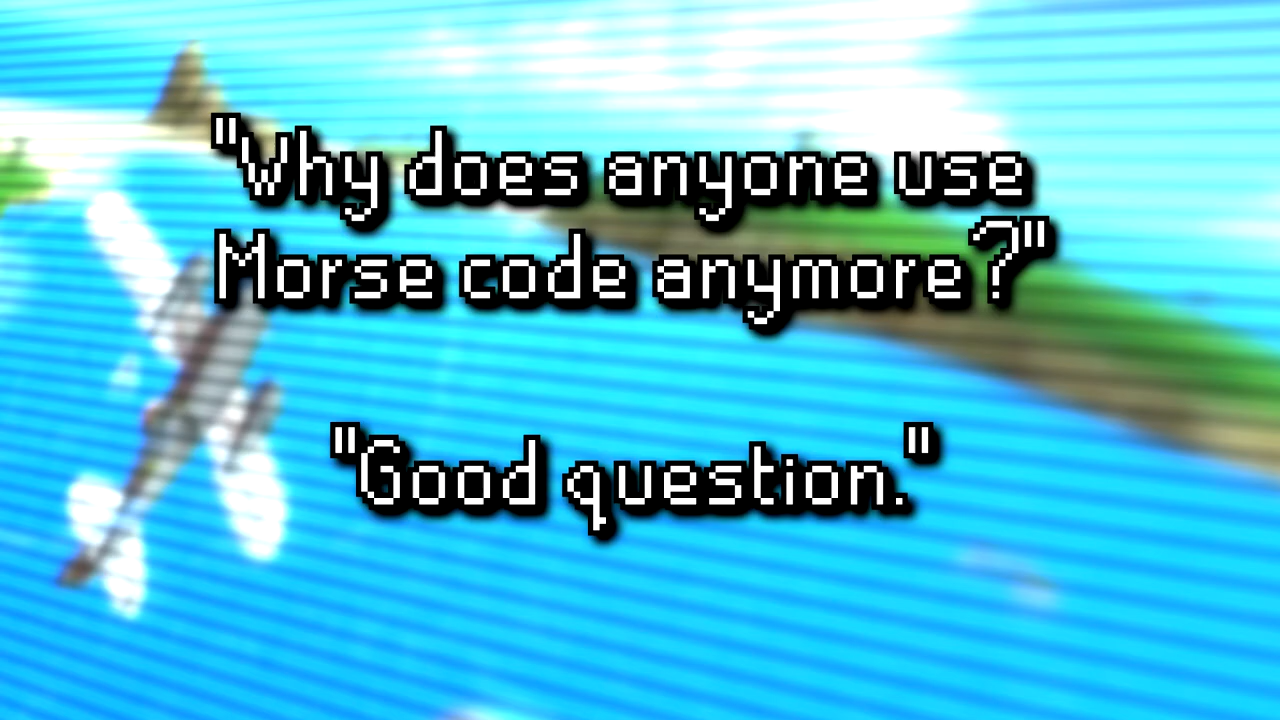 "Why does anyone use
Morse code anymore?"
"Good question."